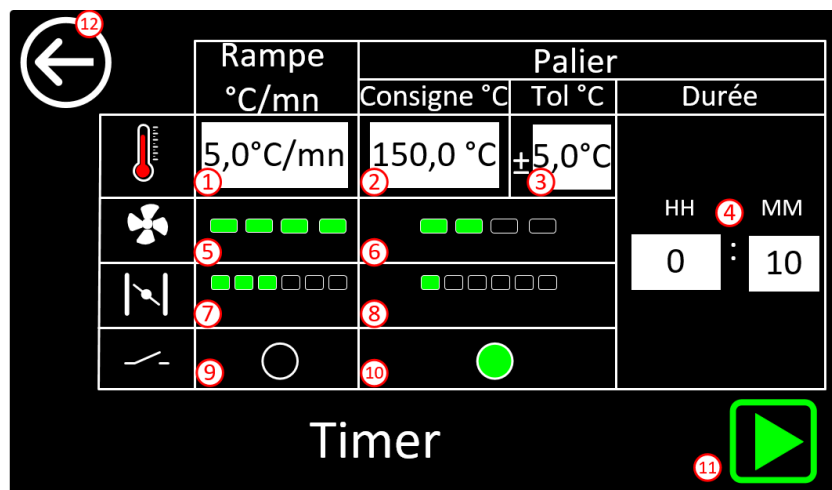 12
Rampe
°C/mn
Palier
Consigne °C
Tol °C
Durée
5,0°C/mn
150,0 °C
±5,0°C
1
2
3
HH
4
MM
0
:
10
5
6
7
8
9
10
Timer
11